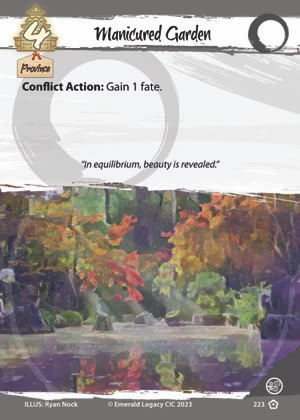 4
Manicured Garden
Province
Conflict Action: Gain 1 fate.
“In equilibrium, beauty is revealed.”
ILLUS: Ryan Nock © Emerald Legacy CIC 2023 223